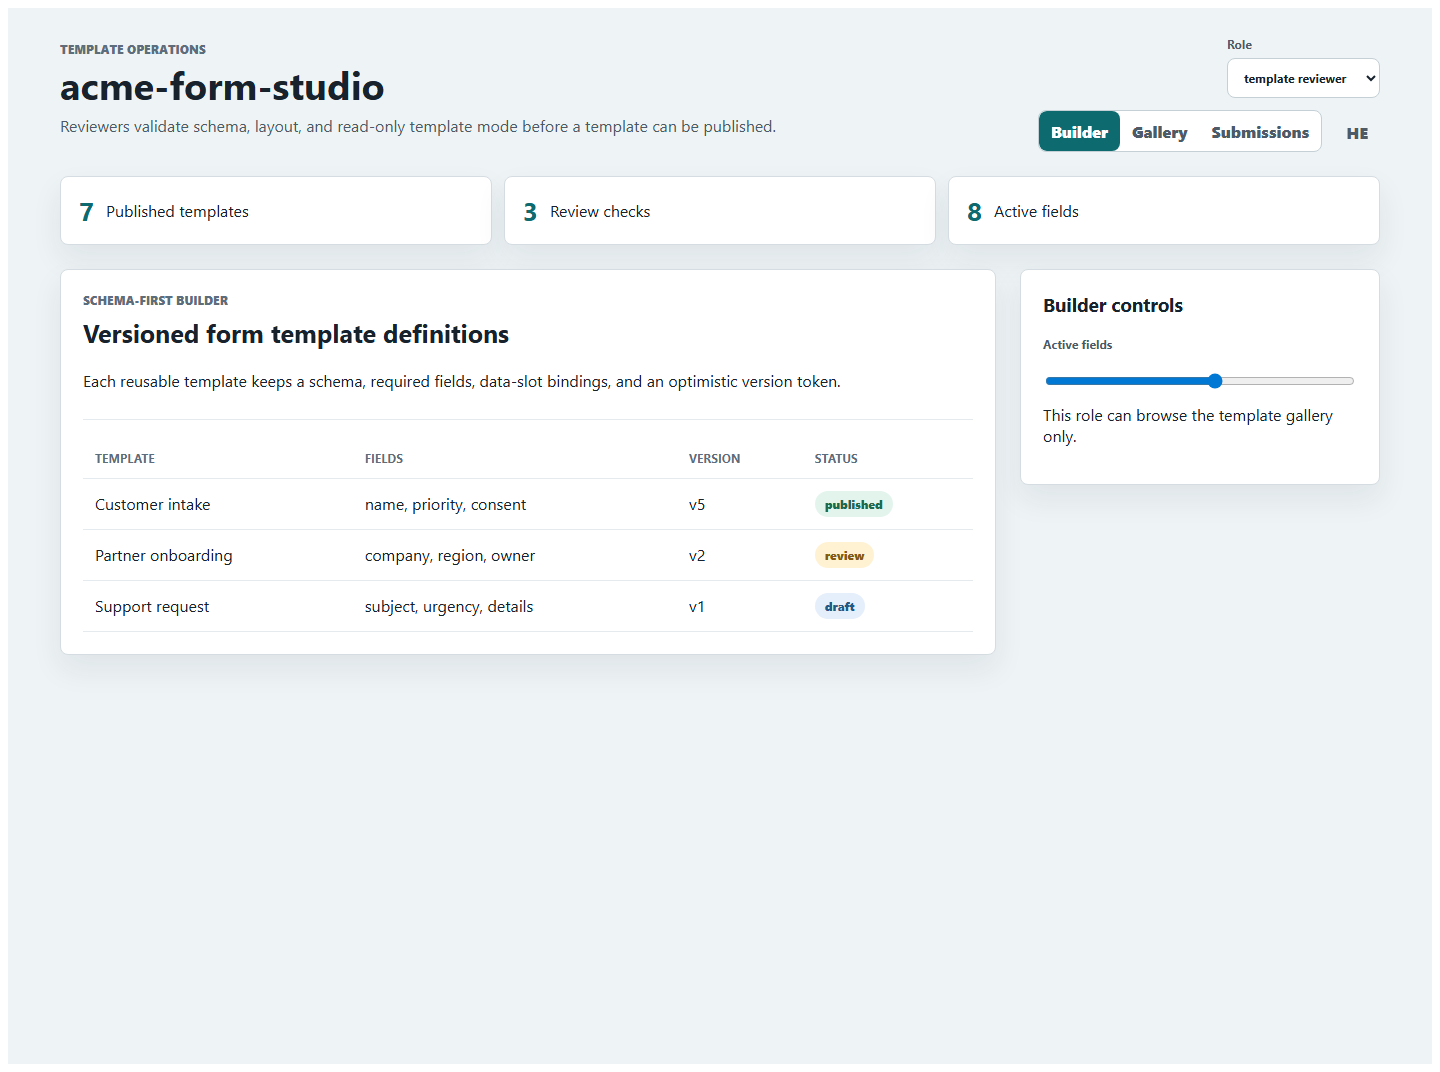 TEMPLATE OPERATIONS
acme-form-studio
Reviewers validate schema, layout, and read-only template mode before a template can be published.
Role
template reviewer
Builder
Gallery
Submissions
HE
7 Published templates
3 Review checks
8 Active fields
SCHEMA-FIRST BUILDER
Versioned form template definitions
Each reusable template keeps a schema, required fields, data-slot bindings, and an optimistic version token.
TEMPLATE FIELDS VERSION STATUS
Customer intake name, priority, consent v5 published
Partner onboarding company, region, owner v2 review
Support request subject, urgency, details v1 draft
Builder controls
Active fields
This role can browse the template gallery
only.